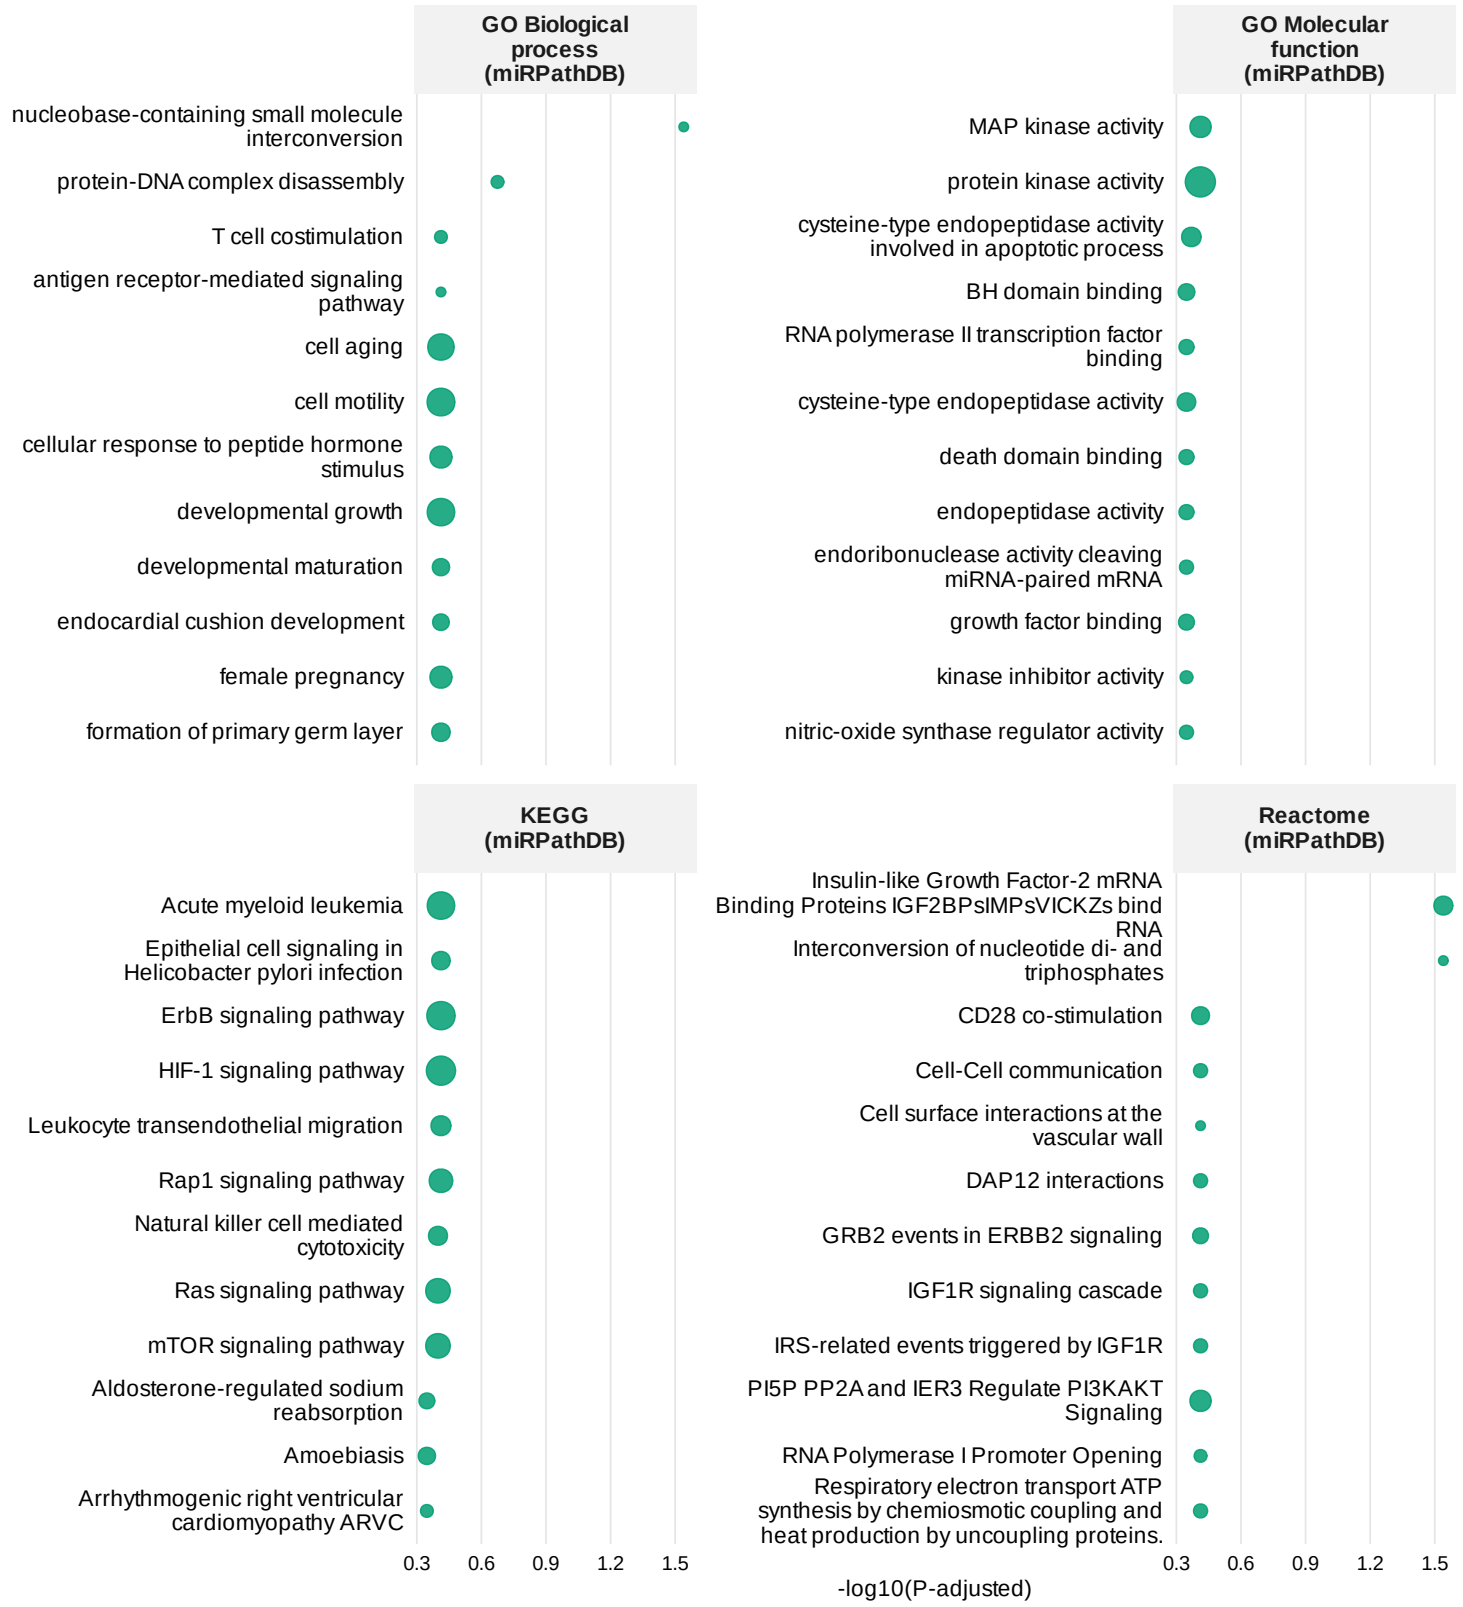 GO Biological
process
(miRPathDB)
nucleobase-containing small molecule
interconversion
protein-DNA complex disassembly
T cell costimulation
antigen receptor-mediated signaling
pathway
cell aging
cell motility
cellular response to peptide hormone
stimulus
developmental growth
developmental maturation
endocardial cushion development
female pregnancy
formation of primary germ layer
GO Molecular
function
(miRPathDB)
MAP kinase activity
protein kinase activity
cysteine-type endopeptidase activity
involved in apoptotic process
BH domain binding
RNA polymerase II transcription factor
binding
cysteine-type endopeptidase activity
death domain binding
endopeptidase activity
endoribonuclease activity cleaving
miRNA-paired mRNA
growth factor binding
kinase inhibitor activity
nitric-oxide synthase regulator activity
KEGG
(miRPathDB)
Acute myeloid leukemia
Epithelial cell signaling in
Helicobacter pylori infection
ErbB signaling pathway
HIF-1 signaling pathway
Leukocyte transendothelial migration
Rap1 signaling pathway
Natural killer cell mediated
cytotoxicity
Ras signaling pathway
mTOR signaling pathway
Aldosterone-regulated sodium
reabsorption
Amoebiasis
Arrhythmogenic right ventricular
cardiomyopathy ARVC
0.3 0.6 0.9 1.2 1.5
Reactome
(miRPathDB)
Insulin-like Growth Factor-2 mRNA
Binding Proteins IGF2BPsIMPsVICKZs bind
RNA
Interconversion of nucleotide di- and
triphosphates
CD28 co-stimulation
Cell-Cell communication
Cell surface interactions at the
vascular wall
DAP12 interactions
GRB2 events in ERBB2 signaling
IGF1R signaling cascade
IRS-related events triggered by IGF1R
PI5P PP2A and IER3 Regulate PI3KAKT
Signaling
RNA Polymerase I Promoter Opening
Respiratory electron transport ATP
synthesis by chemiosmotic coupling and
heat production by uncoupling proteins.
0.3 0.6 0.9 1.2 1.5
-log10(P-adjusted)